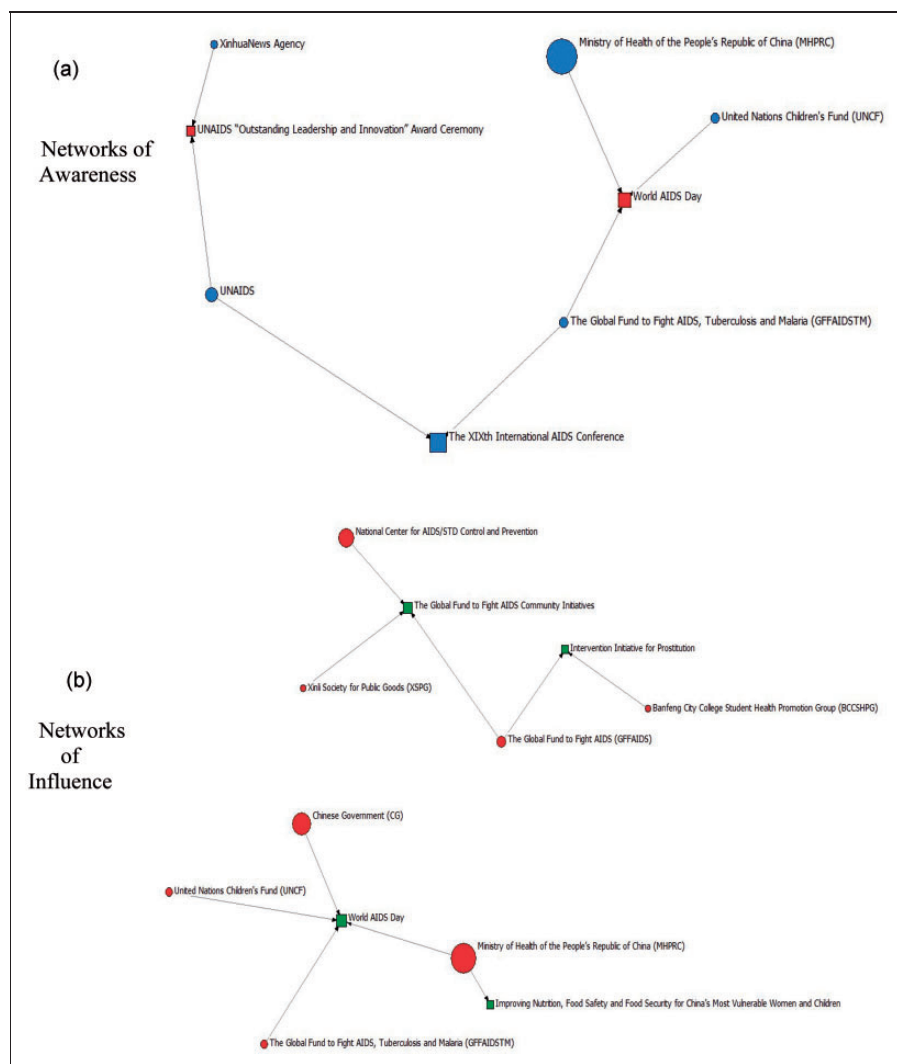 XinhuaNews Agency
Ministry of Health of the People's Republic of China (MHPRC)
(a)
United Nations Children's Fund (UNCF)
UNAIDS "Outstanding Leadership and Innovation" Award Ceremony
Networks of
Awareness
World AIDS Day
UNAIDS
The Global Fund to Fight AIDS, Tuberculosis and Malaria (GFFAIDSTM)
The XIXth International AIDS Conference
National Center for AIDS/STD Control and Prevention
The Global Fund to Fight AIDS Community Initiatives
Intervention Initiative for Prostitution
(b)
Xinli Society for Public Goods (XSPG)
Banfeng City College Student Health Promotion Group (BCCSHPG)
Networks
of
Influence
The Global Fund to Fight AIDS (GFFAIDS)
Chinese Government (CG)
United Nations Children's Fund (UNCF)
World AIDS Day
Ministry of Health of the People's Republic of China (MHPRC)
Improving Nutrition, Food Safety and Food Security for China's Most Vulnerable Women and Children
The Global Fund to Fight AIDS, Tuberculosis and Malaria (GFFAIDSTM)